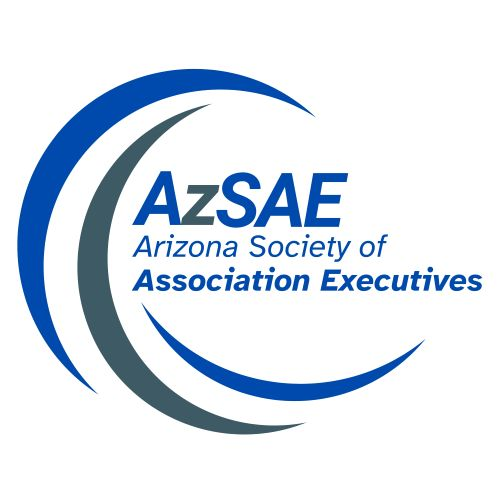 AzSAE
Arizona Society of
Association Executives